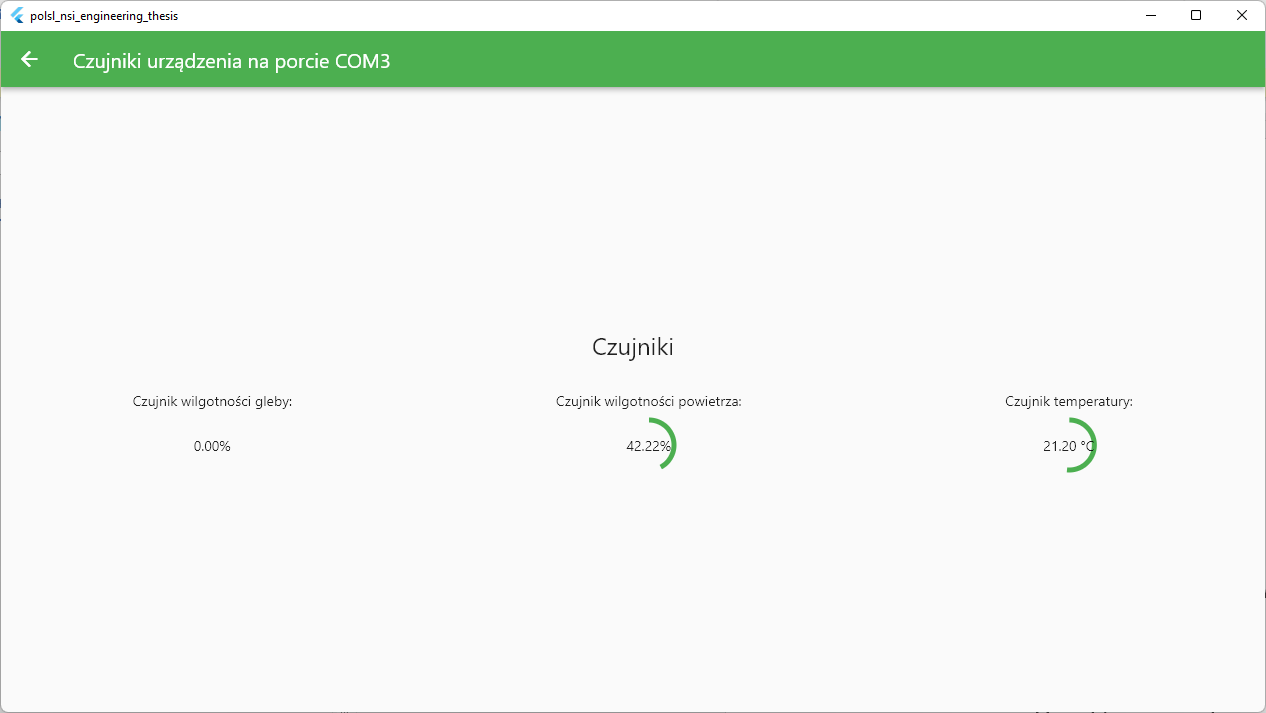 polsl_nsi_engineering_thesis
Czujniki urządzenia na porcie COM3
Czujniki
Czujnik wilgotności gleby:
Czujnik wilgotności powietrza:
Czujnik temperatury:
0.00%
42.22%
21.20 °C